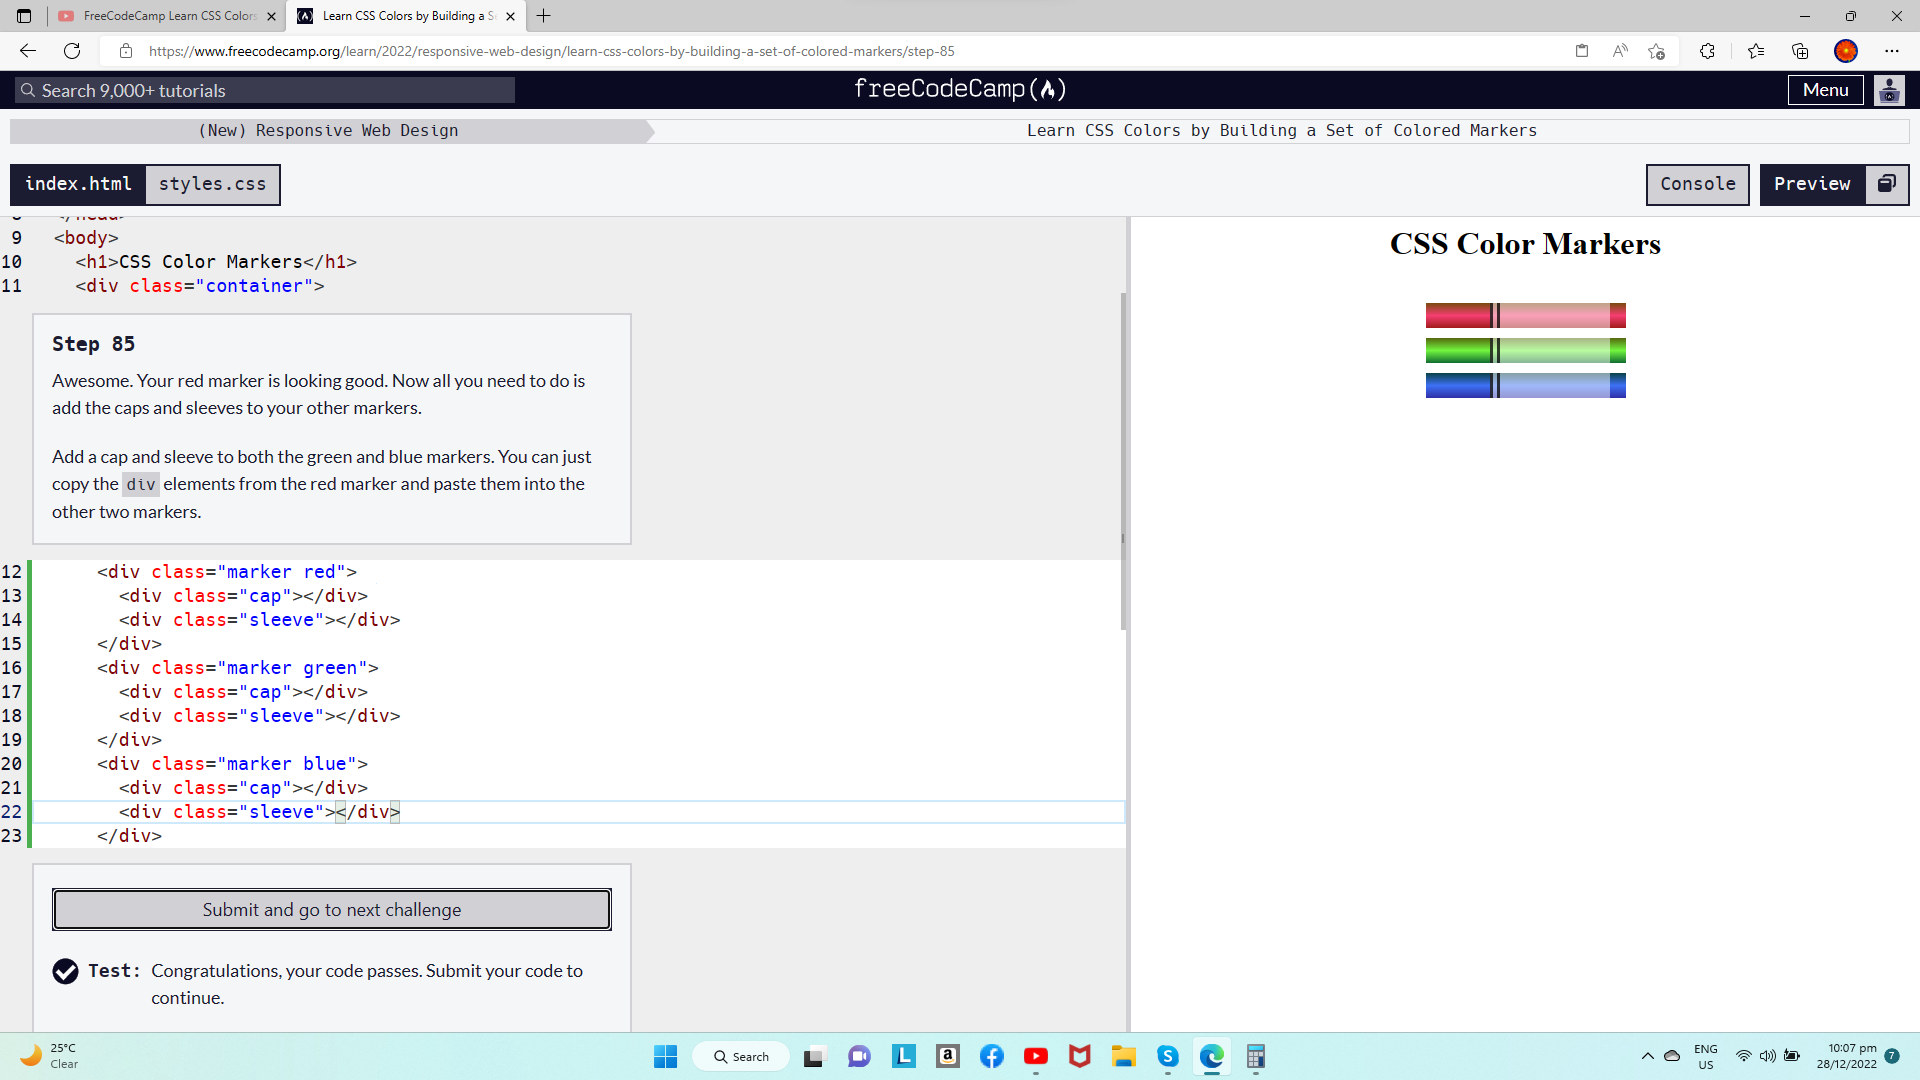 FreeCodeCamp Learn CSS Colors
Learn CSS Colors by Building a Se
https://www.freecodecamp.org/learn/2022/responsive-web-design/learn-css-colors-by-building-a-set-of-colored-markers/step-85
Search 9,000+ tutorials
freeCodeCamp
Menu
(New) Responsive Web Design
Learn CSS Colors by Building a Set of Colored Markers
index.html
styles.css
Console
Preview
8 </head>
9 <body>
10 <h1>CSS Color Markers</h1>
11 <div class="container">
CSS Color Markers
Step 85
Awesome. Your red marker is looking good. Now all you need to do is
add the caps and sleeves to your other markers.
Add a cap and sleeve to both the green and blue markers. You can just
copy the div elements from the red marker and paste them into the
other two markers.
12 <div class="marker red">
13 <div class="cap"></div>
14 <div class="sleeve"></div>
15 </div>
16 <div class="marker green">
17 <div class="cap"></div>
18 <div class="sleeve"></div>
19 </div>
20 <div class="marker blue">
21 <div class="cap"></div>
22 <div class="sleeve"></div>
23 </div>
Submit and go to next challenge
Test: Congratulations, your code passes. Submit your code to
continue.
25°C
Clear
Search
L
a
S
ENG
US
10:07 pm
28/12/2022
7